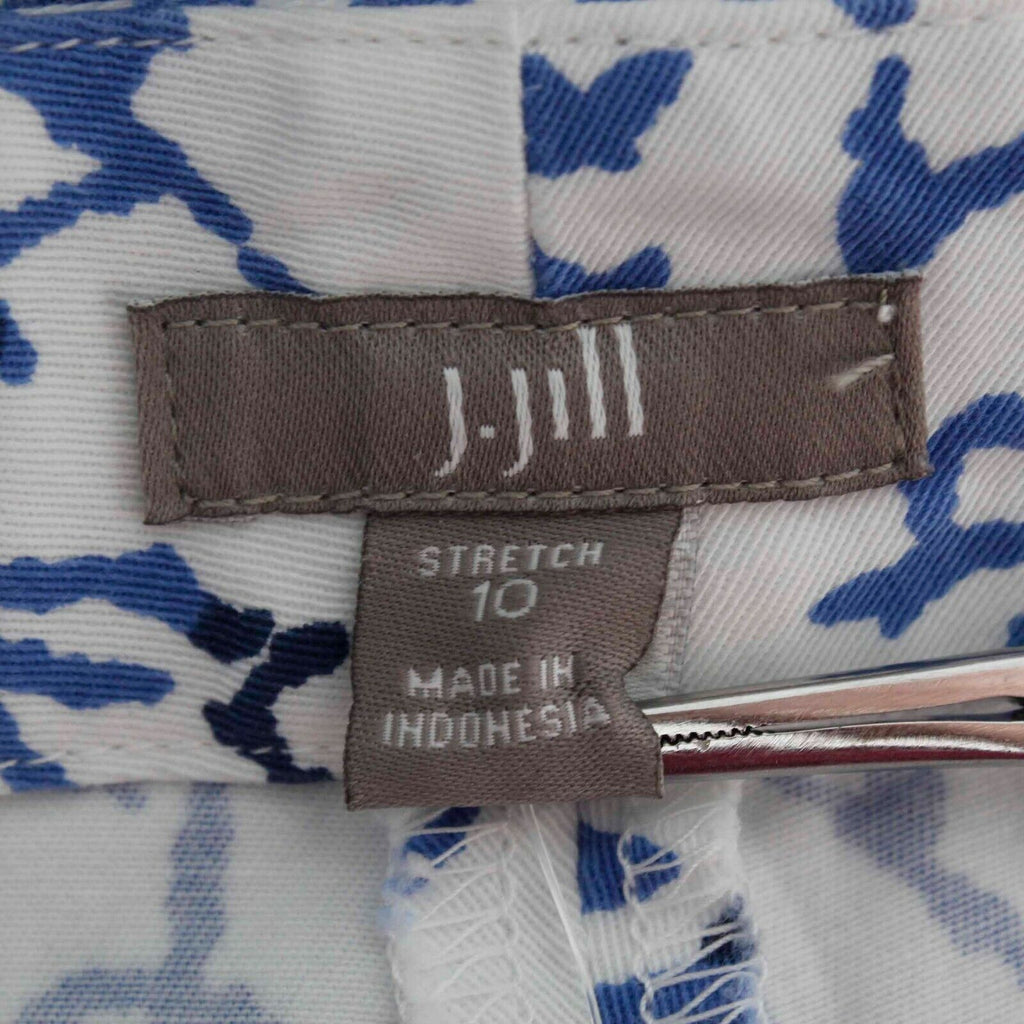 J.Jill
STRETCH
10
MADE IN
INDONESIA